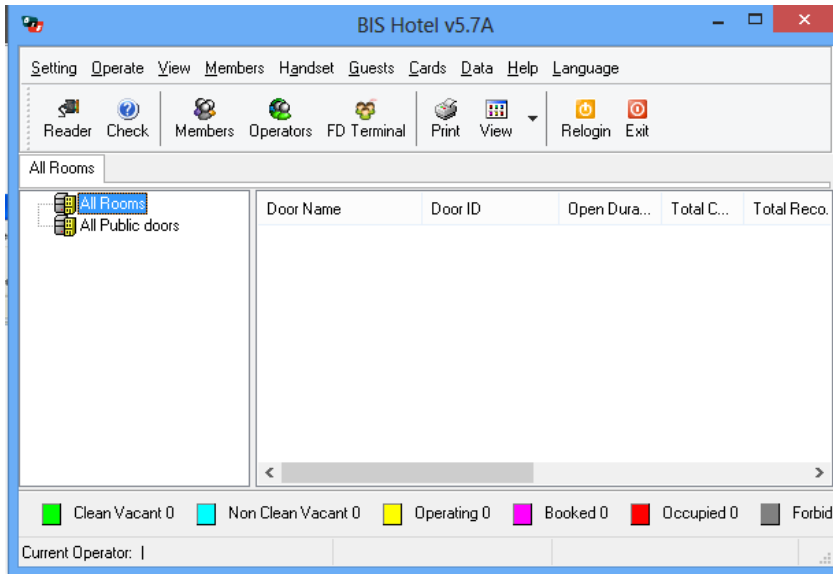 BIS Hotel v5.7A
Setting Operate View Members Handset Guests Cards Data Help Language
Reader Check Members Operators FD Terminal Print View Relogin Exit
All Rooms
All Rooms Door Name Door ID Open Dura... Total C... Total Reco.
All Public doors
Clean Vacant 0 Non Clean Vacant 0 Operating 0 Booked 0 Occupied 0 Forbid
Current Operator: |